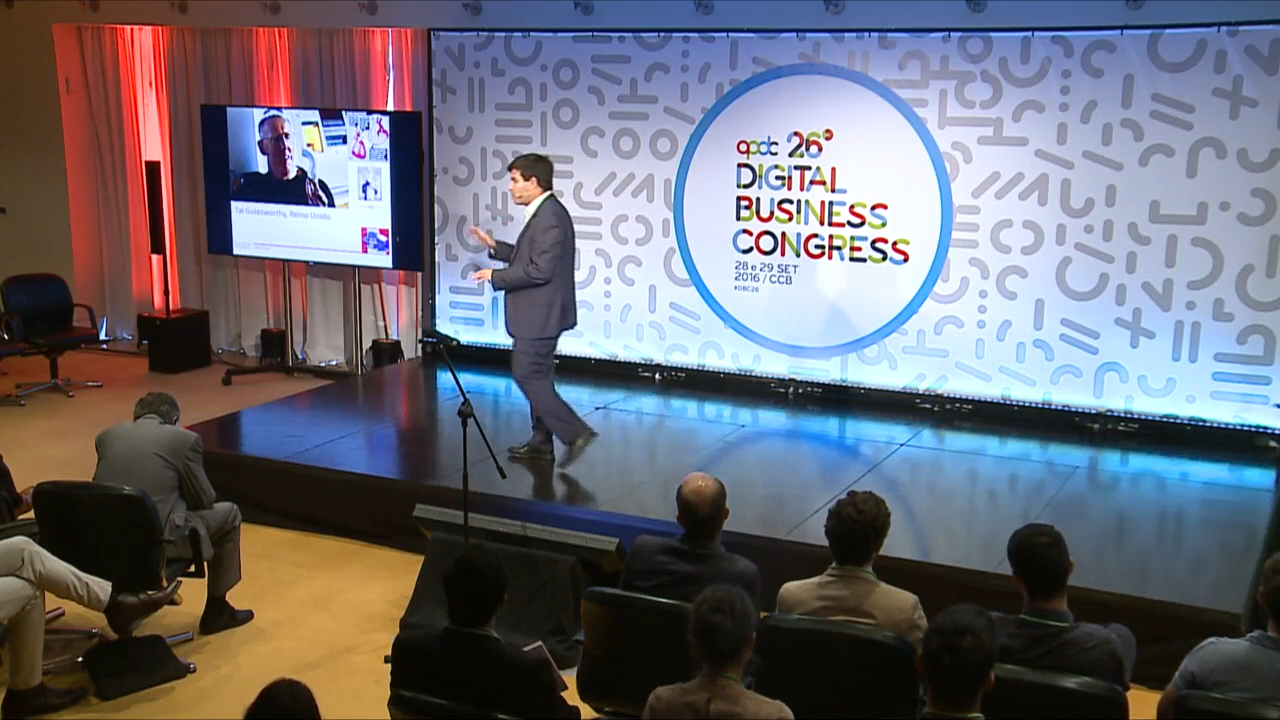 Tal Golesworthy, Reino Unido
apdc 26º
DIGITAL
BUSINESS
CONGRESS
28 e 29 SET
2016 / CCB
#DBC26